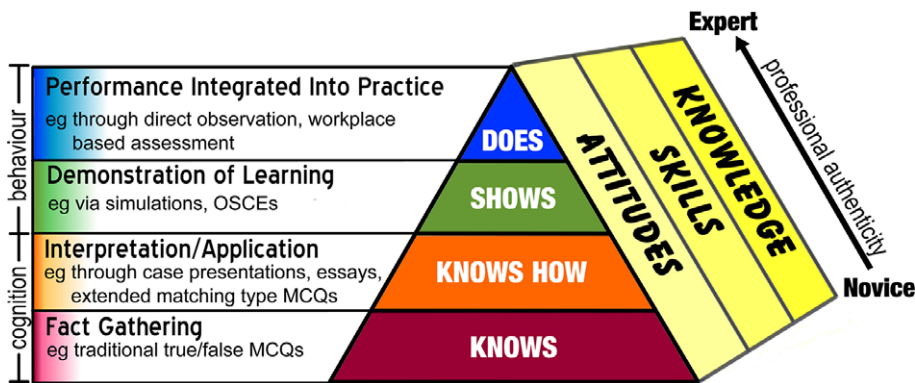 Expert
professional authenticity
Novice
behaviour
cognition
Performance Integrated Into Practice
eg through direct observation, workplace
based assessment
DOES
Demonstration of Learning
eg via simulations, OSCEs
SHOWS
Interpretation/Application
eg through case presentations, essays,
extended matching type MCQs
KNOWS HOW
Fact Gathering
eg traditional true/false MCQs
KNOWS
ATTITUDES
SKILLS
KNOWLEDGE